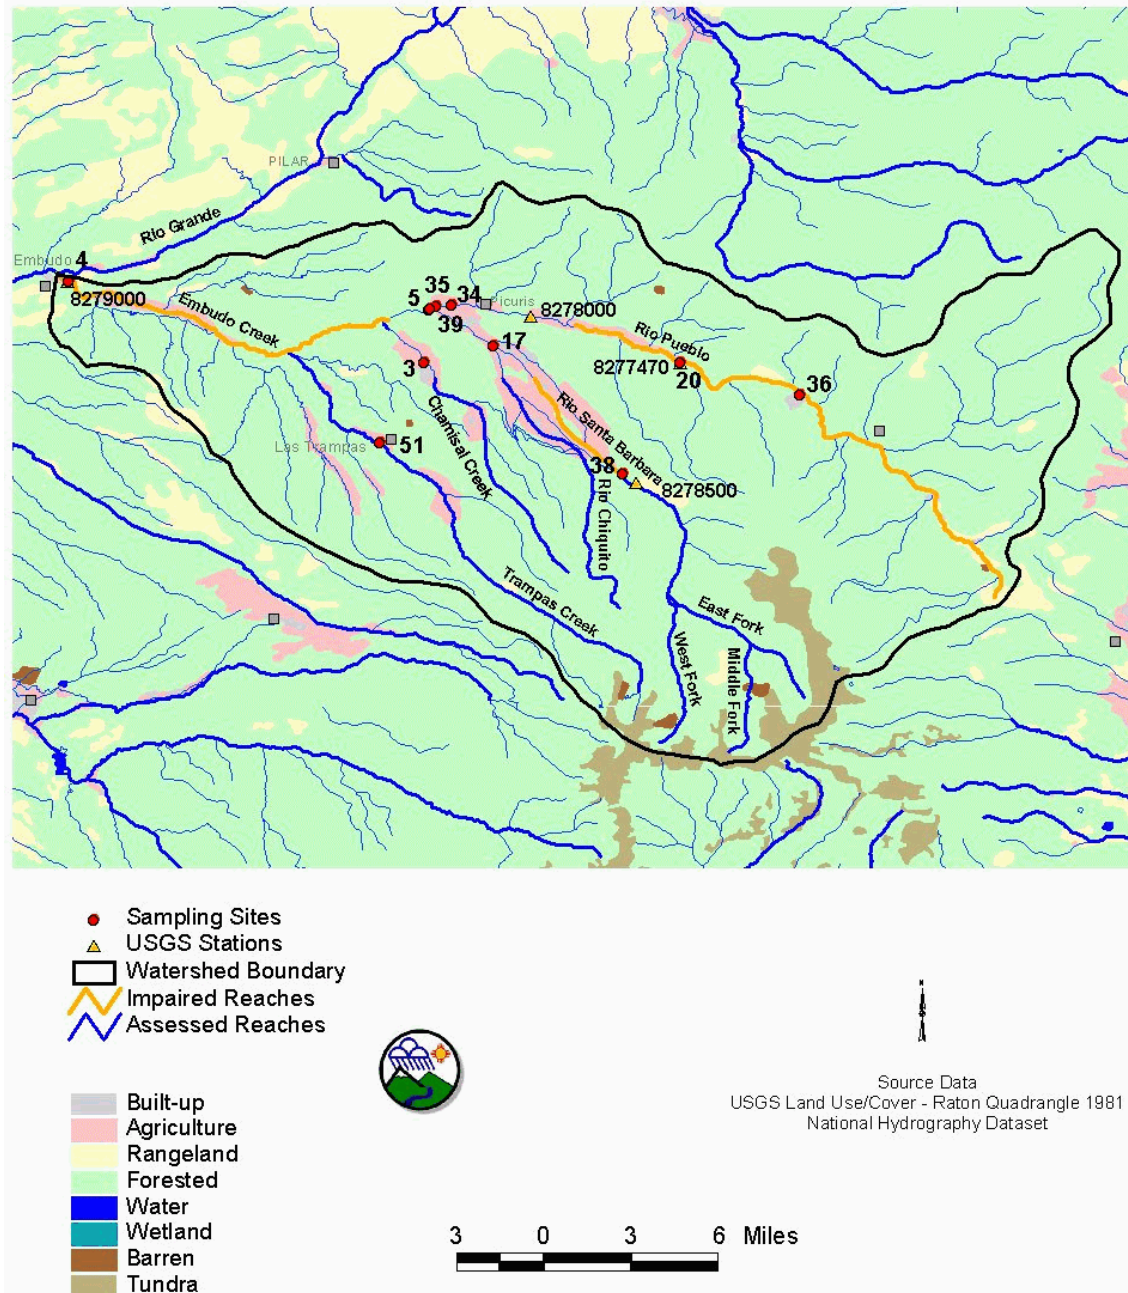 PILAR
Rio Grande
Embudo
4
8279000
Embudo Creek
35
34
5
39
Picuris
8278000
Rio Pueblo
17
3
8277470
20
36
Las Trampas
51
Chamisal Creek
Rio Santa Barbara
38
8278500
Rio Chiquito
Trampas Creek
East Fork
West Fork
Middle Fork
Sampling Sites
USGS Stations
Watershed Boundary
Impaired Reaches
Assessed Reaches
Source Data
USGS Land Use/Cover - Raton Quadrangle 1981
National Hydrography Dataset
Built-up
Agriculture
Rangeland
Forested
Water
Wetland
Barren
Tundra
3 0 3 6 Miles